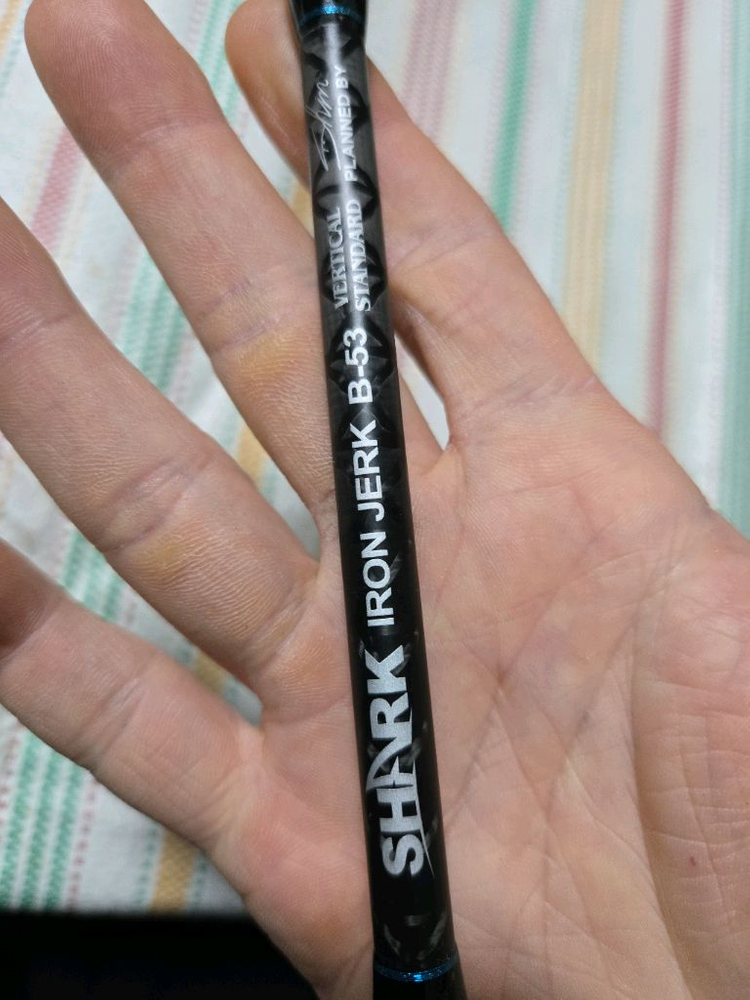 SHARK IRON JERK B-53
VERTICAL
STANDARD
PLANNED BY